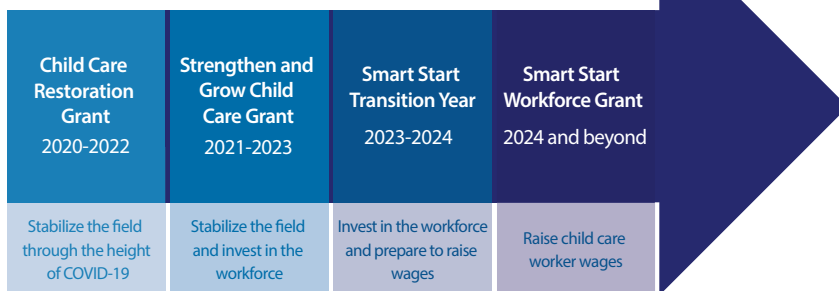 Child Care
Restoration
Grant
2020-2022
Strengthen and
Grow Child
Care Grant
2021-2023
Smart Start
Transition Year
2023-2024
Smart Start
Workforce Grant
2024 and beyond
Stabilize the field
through the height
of COVID-19
Stabilize the field
and invest in the
workforce
Invest in the workforce
and prepare to raise
wages
Raise child care
worker wages